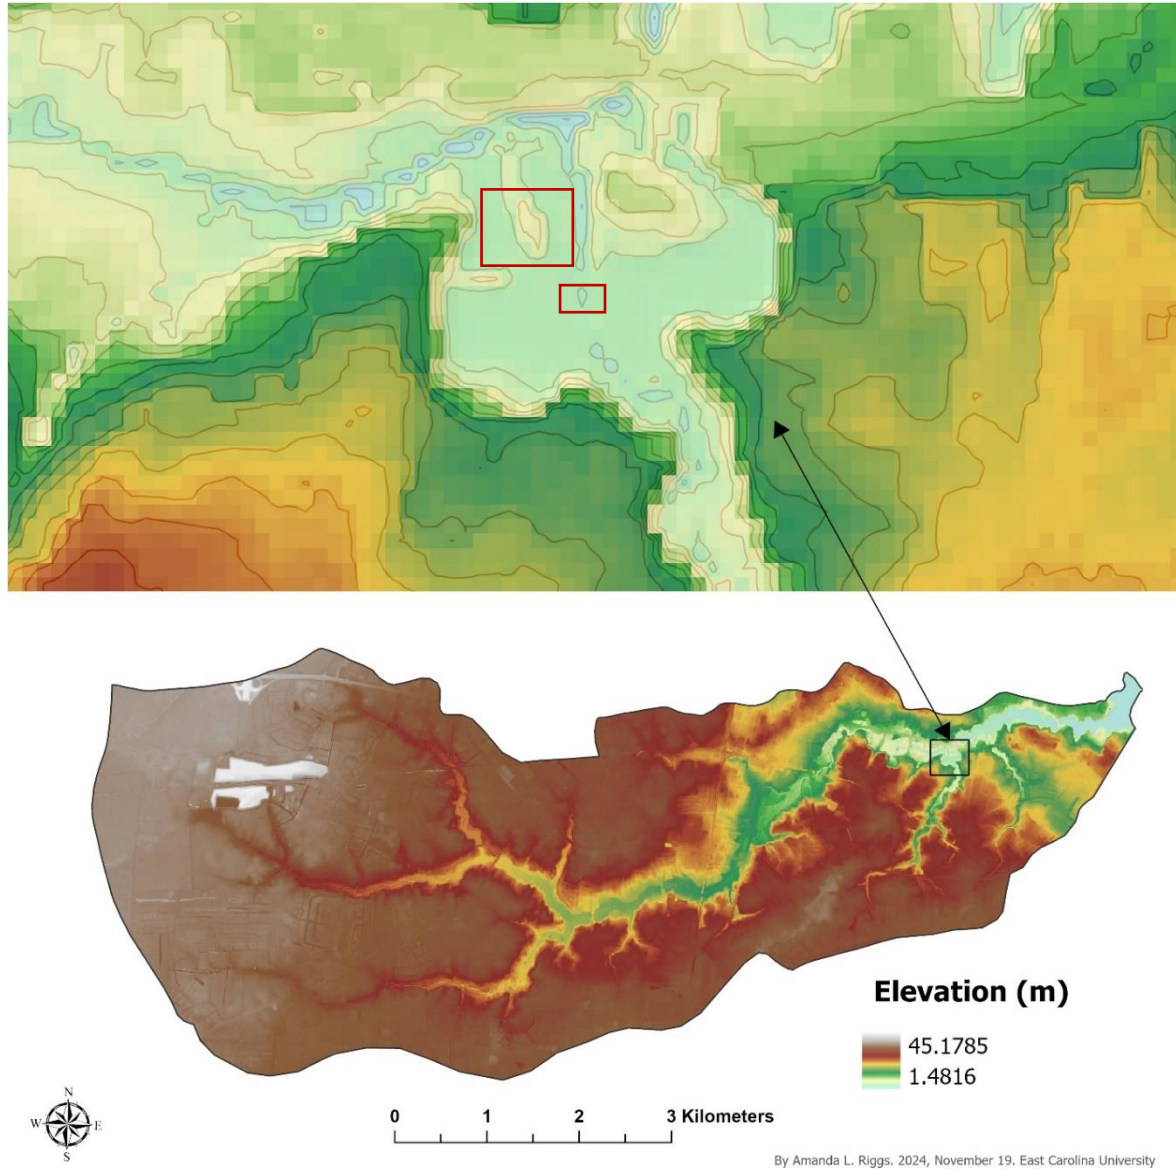 Elevation (m)
45.1785
1.4816
N
W E
S
0 1 2 3 Kilometers
By Amanda L. Riggs. 2024, November 19. East Carolina University